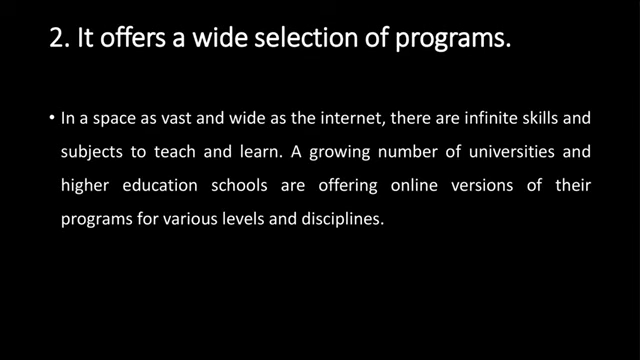 2. It offers a wide selection of programs.
• In a space as vast and wide as the internet, there are infinite skills and
subjects to teach and learn. A growing number of universities and
higher education schools are offering online versions of their
programs for various levels and disciplines.